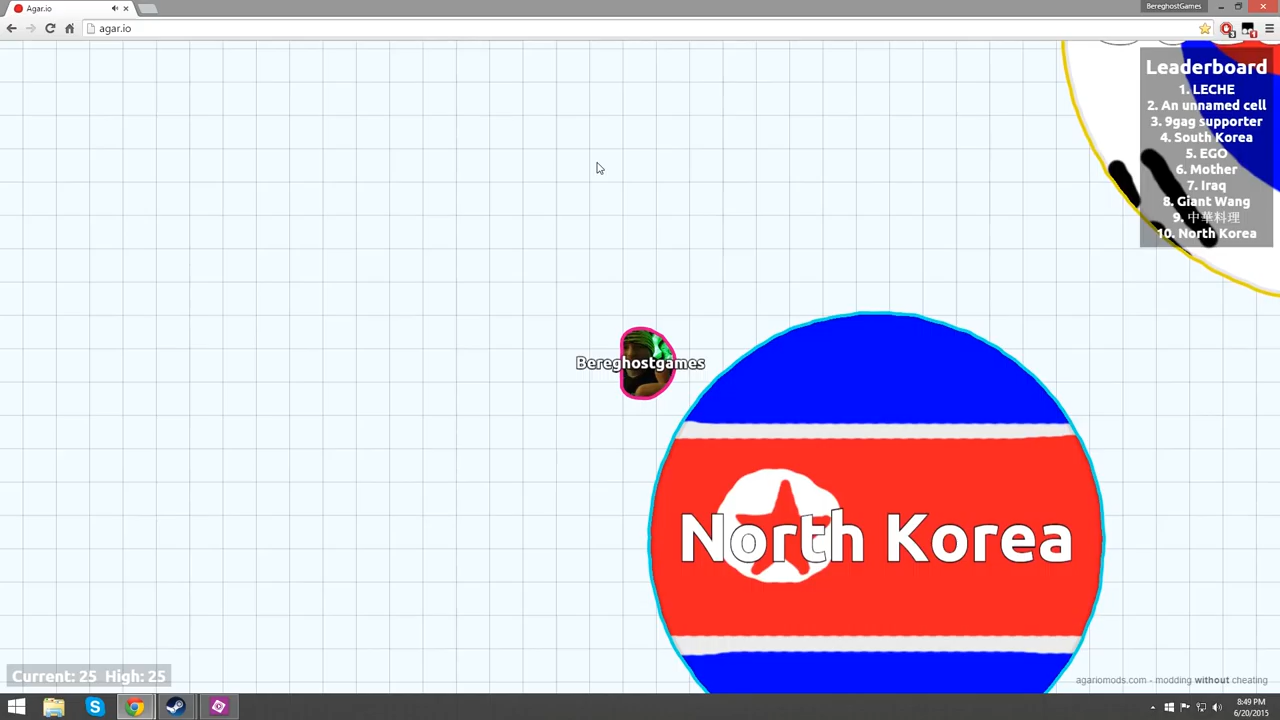 Agar.io
BereghostGames
agar.io
Leaderboard
1. LECHE
2. An unnamed cell
3. 9gag supporter
4. South Korea
5. EGO
6. Mother
7. Iraq
8. Giant Wang
9. 中華料理
10. North Korea
Bereghostgames
North Korea
Current: 25 High: 25
agariomods.com - modding without cheating
8:49 PM
6/20/2015